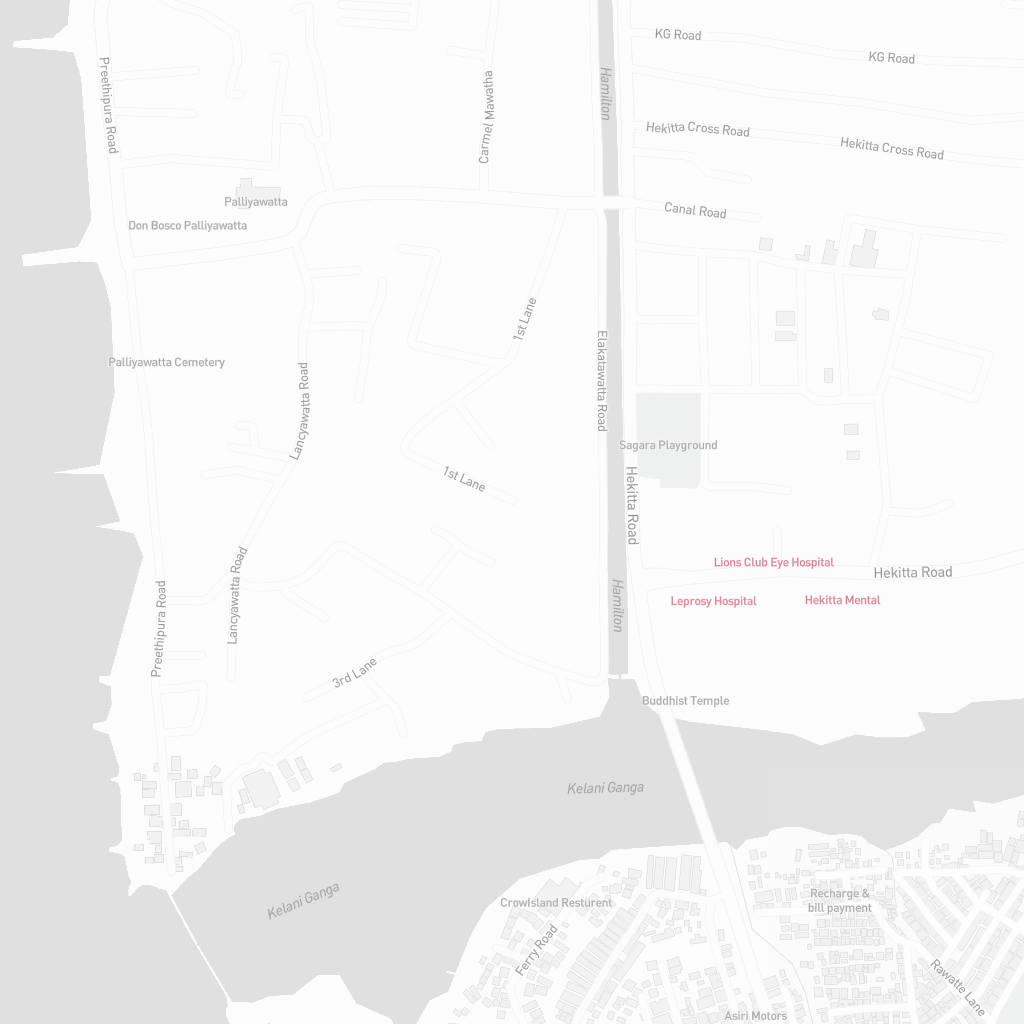 KG Road
KG Road
Hamilton
Preethipura Road
Carmel Mawatha
Hekitta Cross Road
Hekitta Cross Road
Palliyawatta
Canal Road
Don Bosco Palliyawatta
1st Lane
Elakatawatta Road
Palliyawatta Cemetery
Lancyawatta Road
Sagara Playground
1st Lane
Hekitta Road
Lions Club Eye Hospital
Hekitta Road
Lancyawatta Road
Preethipura Road
Hamilton
Leprosy Hospital
Hekitta Mental
3rd Lane
Buddhist Temple
Kelani Ganga
Kelani Ganga
CrowIsland Resturent
Recharge &
bill payment
Ferry Road
Rawatte Lane
Asiri Motors